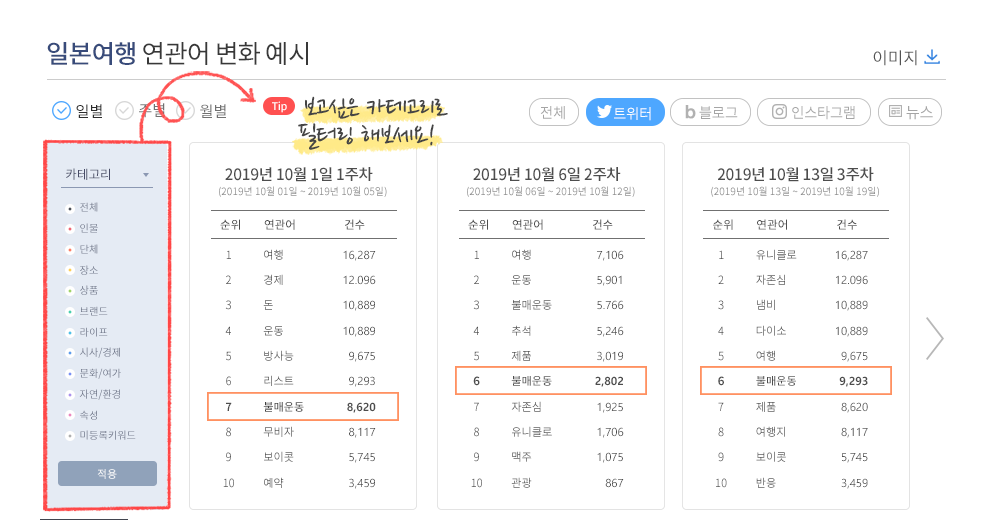 일본여행 연관어 변화 예시
이미지
일별 주별 월별
Tip 보고싶은 카테고리로
필터링 해보세요!
전체 트위터 블로그 인스타그램 뉴스
카테고리
전체
인물
단체
장소
상품
브랜드
라이프
시사/경제
문화/여가
자연/환경
속성
미등록키워드
적용
2019년 10월 1일 1주차
(2019년 10월 01일 ~ 2019년 10월 05일)
순위 연관어 건수
1 여행 16,287
2 경제 12.096
3 돈 10,889
4 운동 10,889
5 방사능 9,675
6 리스트 9,293
7 불매운동 8,620
8 무비자 8,117
9 보이콧 5,745
10 예약 3,459
2019년 10월 6일 2주차
(2019년 10월 06일 ~ 2019년 10월 12일)
순위 연관어 건수
1 여행 7,106
2 운동 5,901
3 불매운동 5.766
4 추석 5,246
5 제품 3,019
6 불매운동 2,802
7 자존심 1,925
8 유니클로 1,706
9 맥주 1,075
10 관광 867
2019년 10월 13일 3주차
(2019년 10월 13일 ~ 2019년 10월 19일)
순위 연관어 건수
1 유니클로 16,287
2 자존심 12.096
3 냄비 10,889
4 다이소 10,889
5 여행 9,675
6 불매운동 9,293
7 제품 8,620
8 여행지 8,117
9 보이콧 5,745
10 반응 3,459